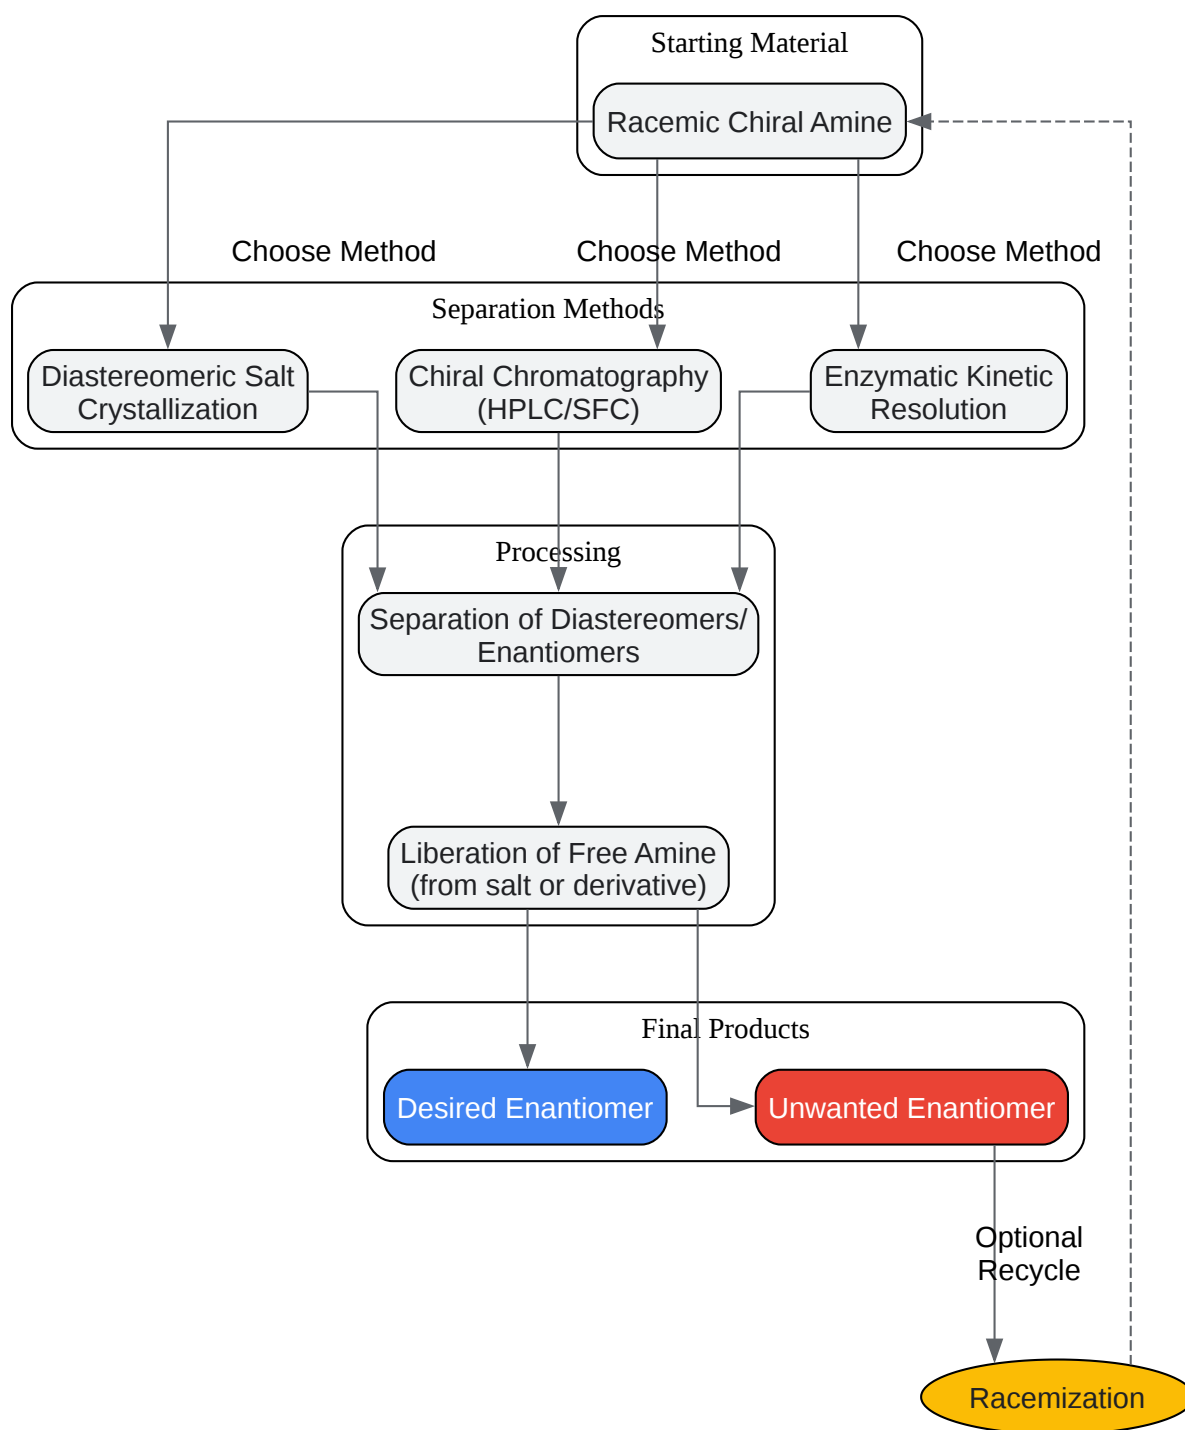 Starting Material
Racemic Chiral Amine
Choose Method
Choose Method
Choose Method
Separation Methods
Diastereomeric Salt
Crystallization
Chiral Chromatography
(HPLC/SFC)
Enzymatic Kinetic
Resolution
Processing
Separation of Diastereomers/
Enantiomers
Liberation of Free Amine
(from salt or derivative)
Final Products
Desired Enantiomer
Unwanted Enantiomer
Optional
Recycle
Racemization